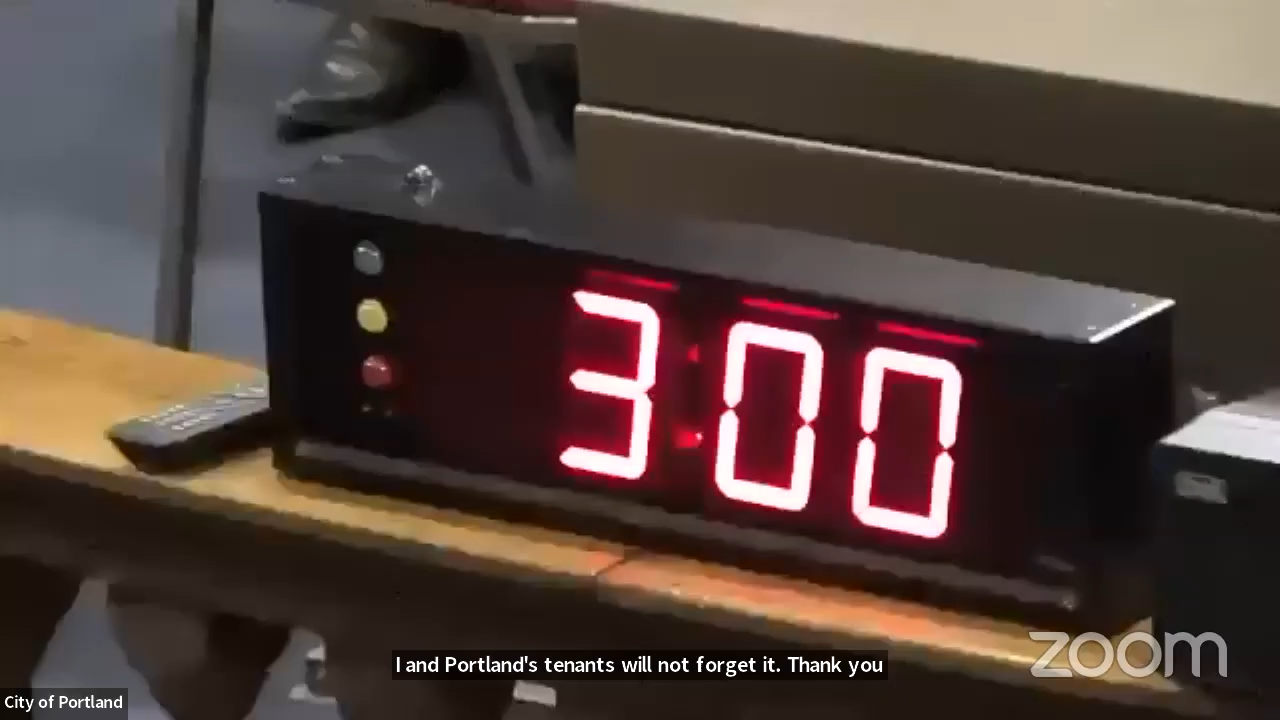 3:00
I and Portland's tenants will not forget it. Thank you
zoom
City of Portland